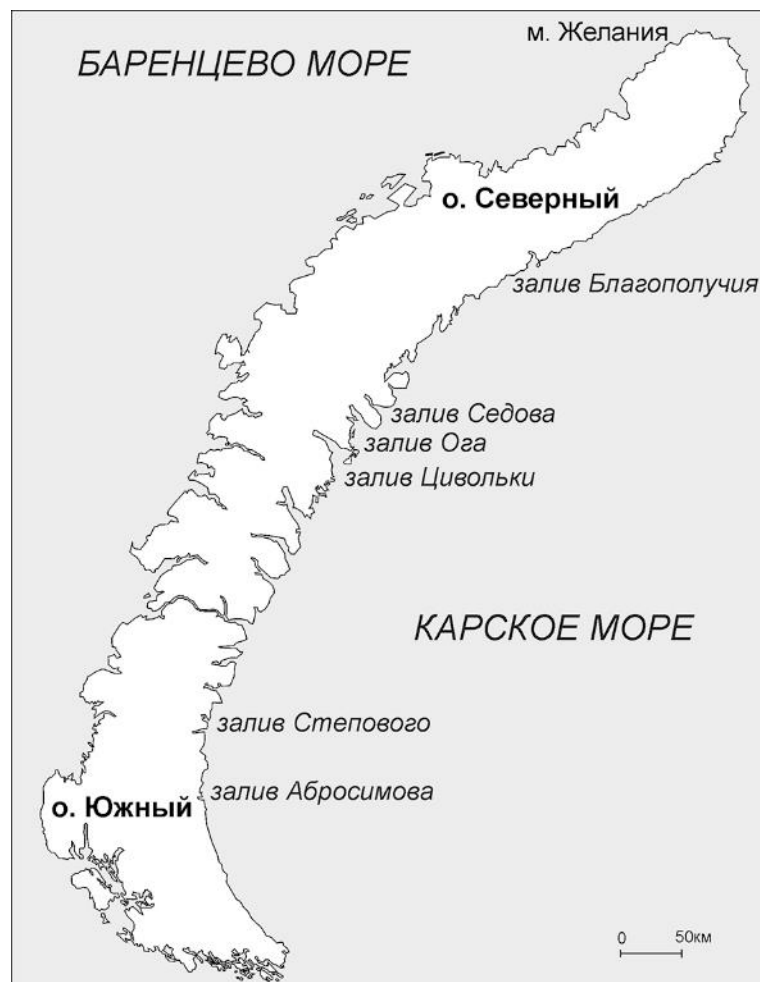 м. Желания
БАРЕНЦЕВО МОРЕ
о. Северный
залив Благополучия
залив Седова
залив Ога
залив Цивольки
КАРСКОЕ МОРЕ
залив Степового
залив Абросимова
о. Южный
0 50км